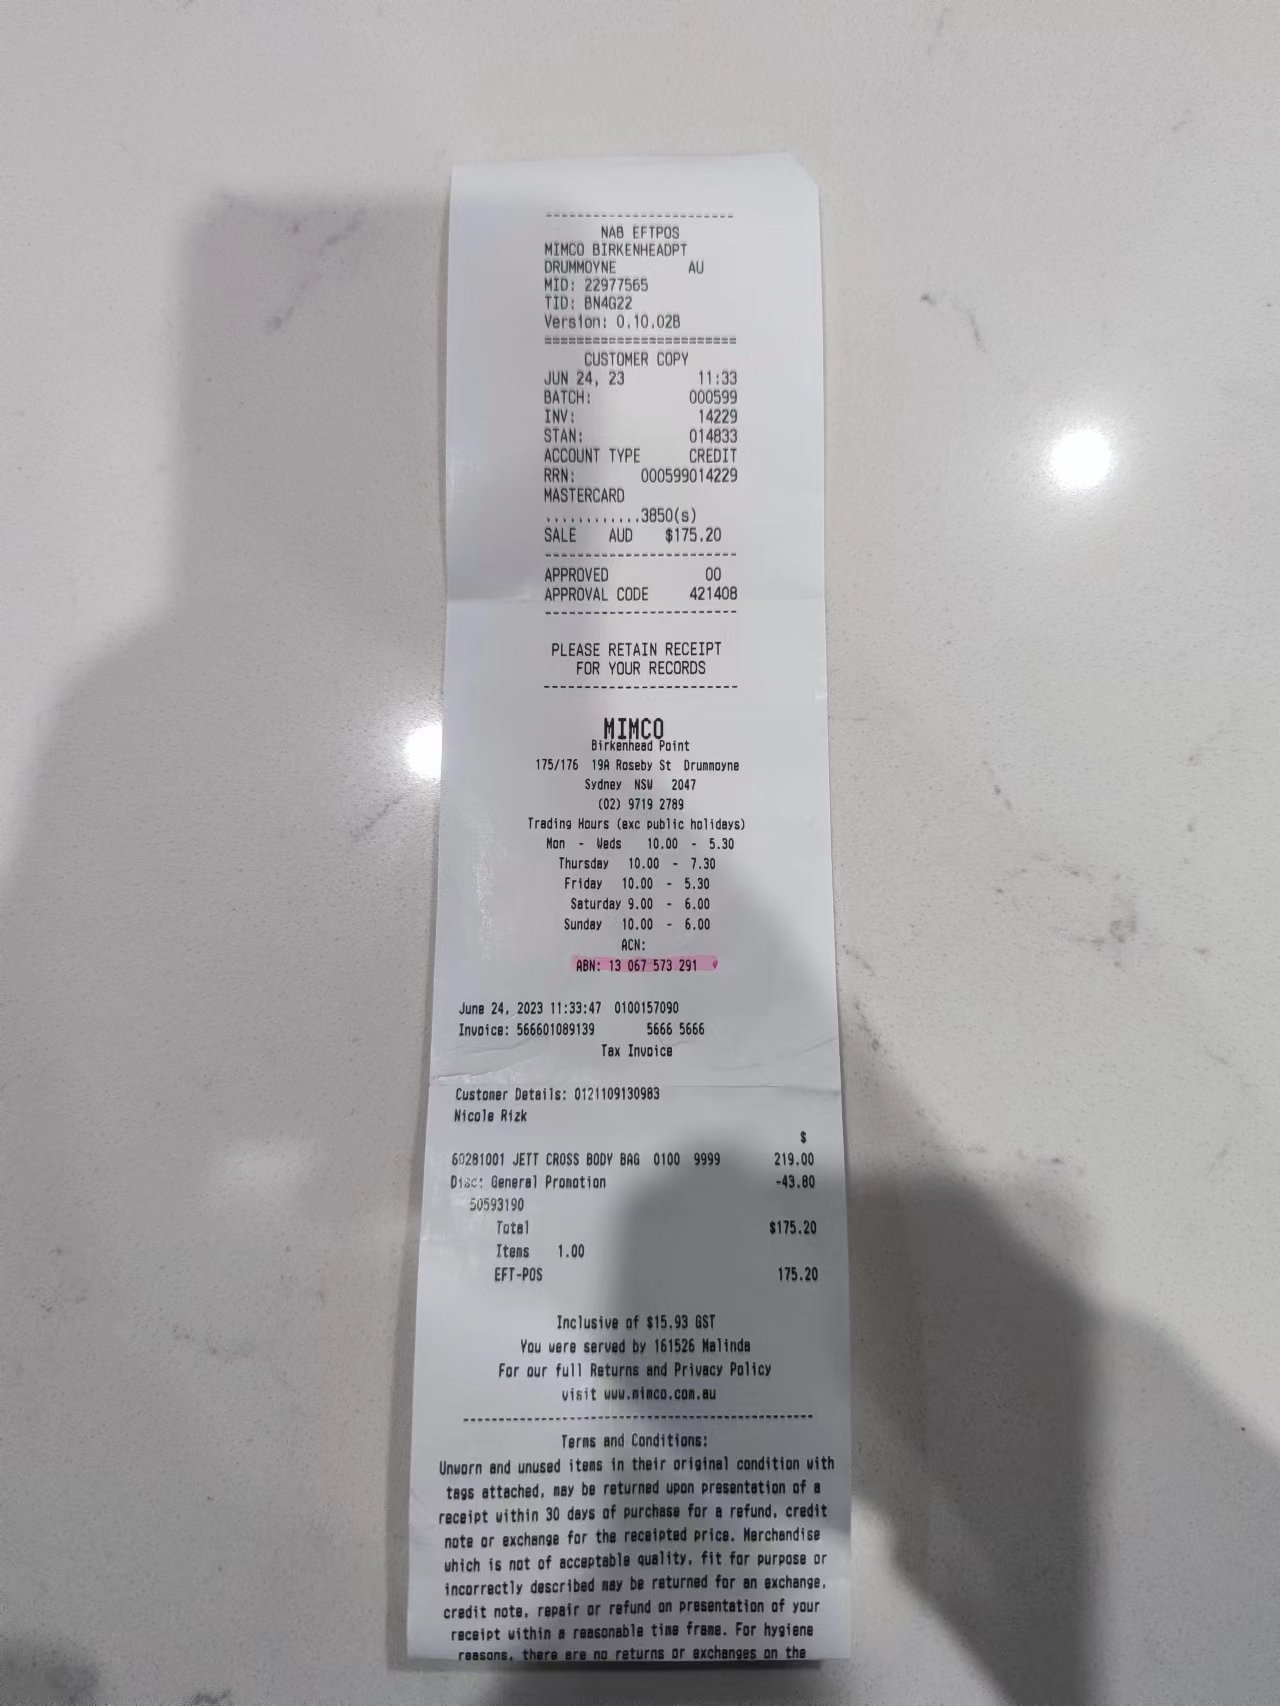 NAB EFTPOS
MIMCO BIRKENHEADPT
DRUMMOYNE AU
MID: 22977565
TID: BN4G22
Version: 0.10.02B
CUSTOMER COPY
JUN 24, 23 11:33
BATCH: 000599
INV: 14229
STAN: 014833
ACCOUNT TYPE CREDIT
RRN: 000599014229
MASTERCARD
............3850(s)
SALE AUD $175.20
APPROVED 00
APPROVAL CODE 421408
PLEASE RETAIN RECEIPT
FOR YOUR RECORDS
MIMCO
Birkenhead Point
175/176 19A Roseby St Drummoyne
Sydney NSW 2047
(02) 9719 2789
Trading Hours (exc public holidays)
Mon - Weds 10.00 - 5.30
Thursday 10.00 - 7.30
Friday 10.00 - 5.30
Saturday 9.00 - 6.00
Sunday 10.00 - 6.00
ACN:
ABN: 13 067 573 291
June 24, 2023 11:33:47 0100157090
Invoice: 566601089139 5666 5666
Tax Invoice
Customer Details: 0121109130983
Nicole Rizk
$
60281001 JETT CROSS BODY BAG 0100 9999 219.00
Disc: General Promotion -43.80
50593190
Total $175.20
Items 1.00
EFT-POS 175.20
Inclusive of $15.93 GST
You were served by 161526 Malinda
For our full Returns and Privacy Policy
visit www.mimco.com.au
Terms and Conditions:
Unworn and unused items in their original condition with
tags attached, may be returned upon presentation of a
receipt within 30 days of purchase for a refund, credit
note or exchange for the receipted price. Merchandise
which is not of acceptable quality, fit for purpose or
incorrectly described may be returned for an exchange,
credit note, repair or refund on presentation of your
receipt within a reasonable time frame. For hygiene
reasons, there are no returns or exchanges on the